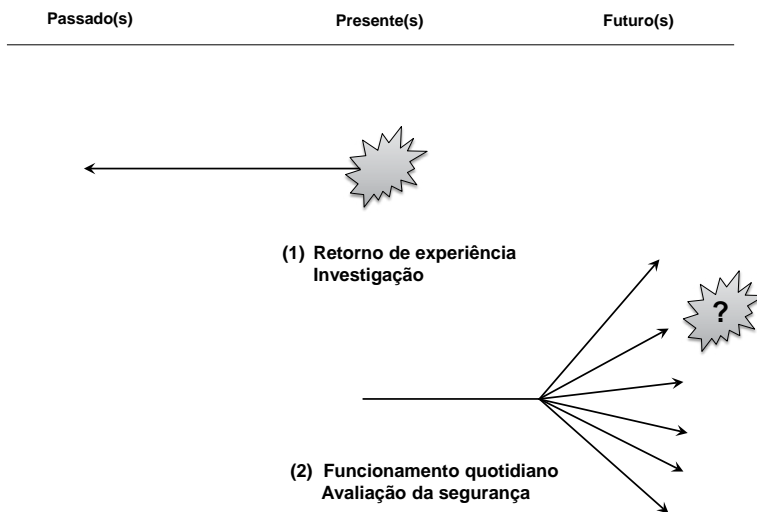 Passado(s) Presente(s) Futuro(s)
(1) Retorno de experiência
Investigação
?
(2) Funcionamento quotidiano
Avaliação da segurança